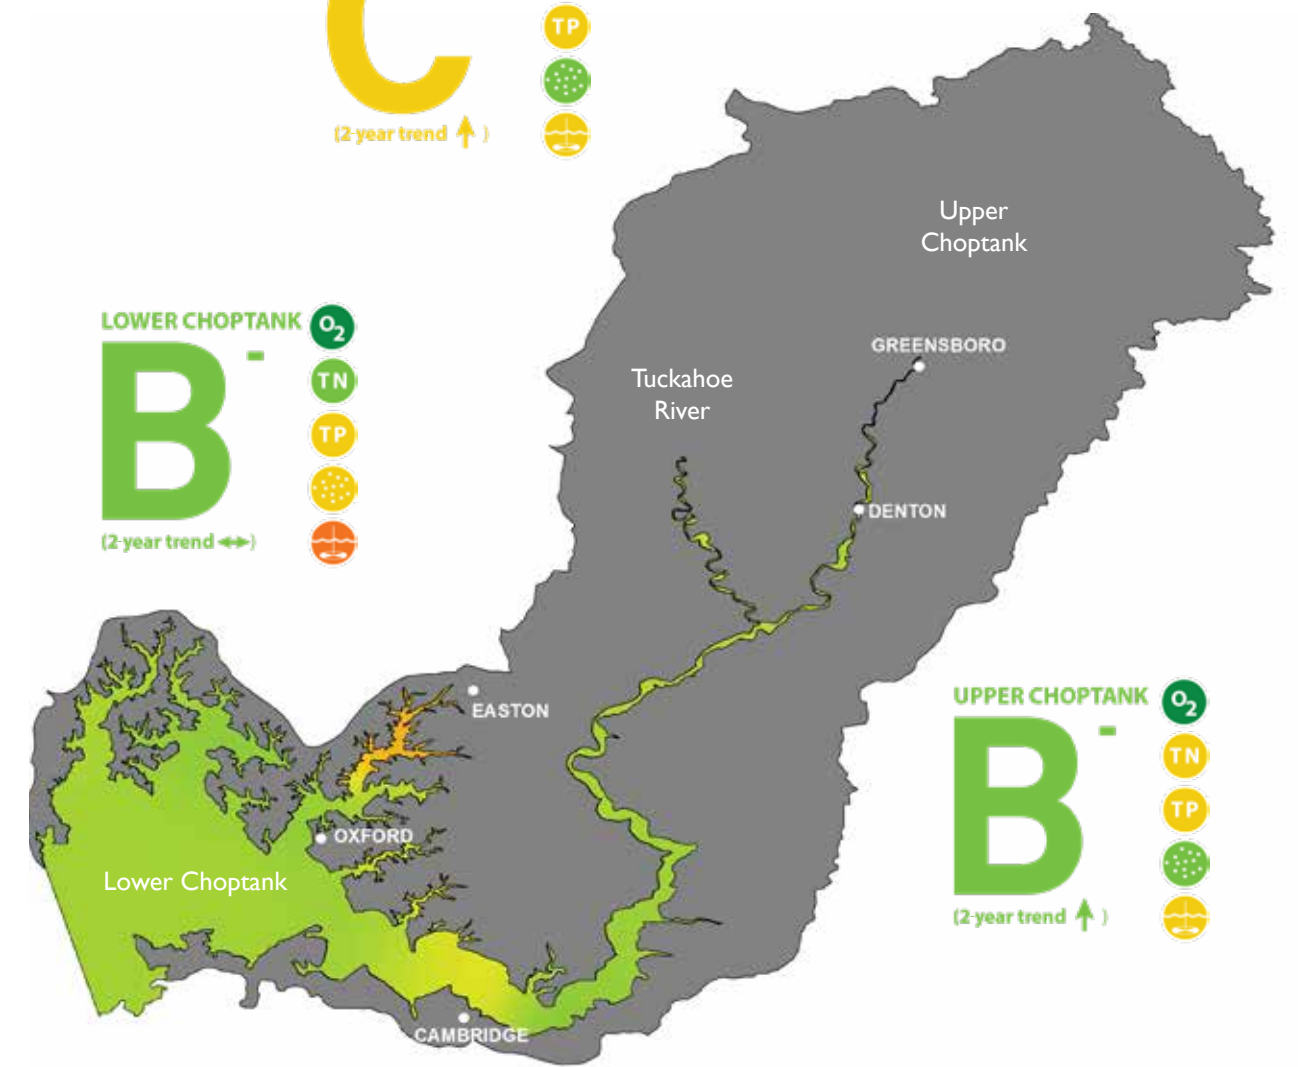 C
TP
(2-year trend ↑)
Upper
Choptank
LOWER CHOPTANK
B-
(2-year trend ↔)
O2
TN
TP
GREENSBORO
Tuckahoe
River
DENTON
EASTON
OXFORD
Lower Choptank
CAMBRIDGE
UPPER CHOPTANK
B-
(2-year trend ↑)
O2
TN
TP